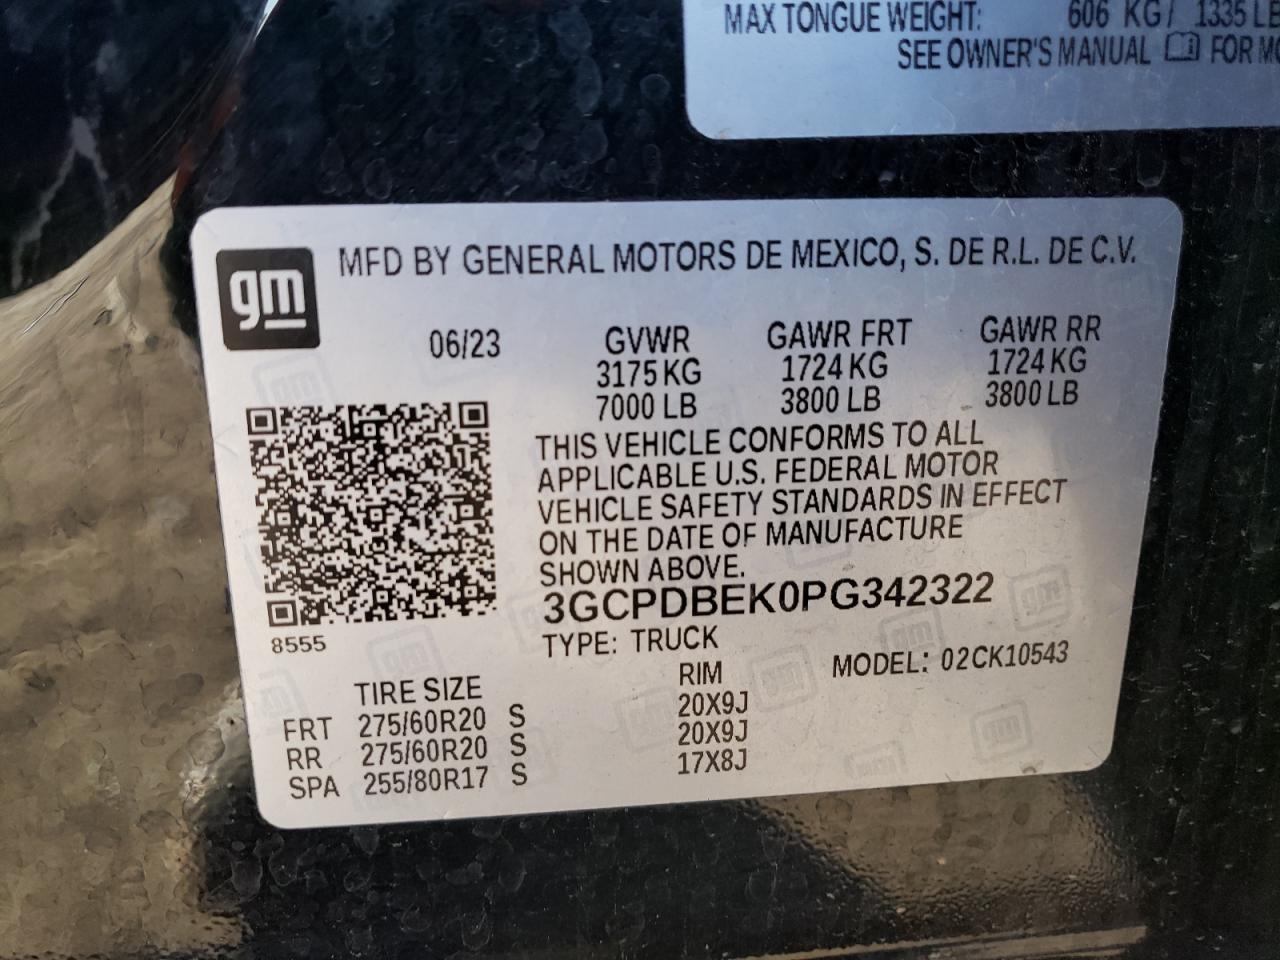 MAX TONGUE WEIGHT: 606 KG / 1335 LB
SEE OWNER'S MANUAL FOR
gm
MFD BY GENERAL MOTORS DE MEXICO, S. DE R.L. DE C.V.
06/23 GVWR GAWR FRT GAWR RR
3175 KG 1724 KG 1724 KG
7000 LB 3800 LB 3800 LB
THIS VEHICLE CONFORMS TO ALL
APPLICABLE U.S. FEDERAL MOTOR
VEHICLE SAFETY STANDARDS IN EFFECT
ON THE DATE OF MANUFACTURE
SHOWN ABOVE.
3GCPDBEK0PG342322
8555
TYPE: TRUCK MODEL: 02CK10543
TIRE SIZE RIM
FRT 275/60R20 S 20X9J
RR 275/60R20 S 20X9J
SPA 255/80R17 S 17X8J